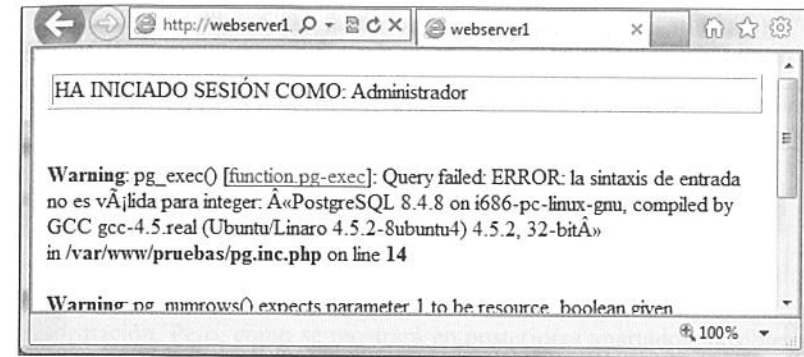 http://webserver1
webserver1
HA INICIADO SESIÓN COMO: Administrador
Warning: pg_exec() [function.pg-exec]: Query failed: ERROR: la sintaxis de entrada
no es vÃ¡lida para integer: Â«PostgreSQL 8.4.8 on i686-pc-linux-gnu, compiled by
GCC gcc-4.5.real (Ubuntu/Linaro 4.5.2-8ubuntu4) 4.5.2, 32-bitÂ»
in /var/www/pruebas/pg.inc.php on line 14
Warning: pg_numrows() expects parameter 1 to be resource, boolean given
100%